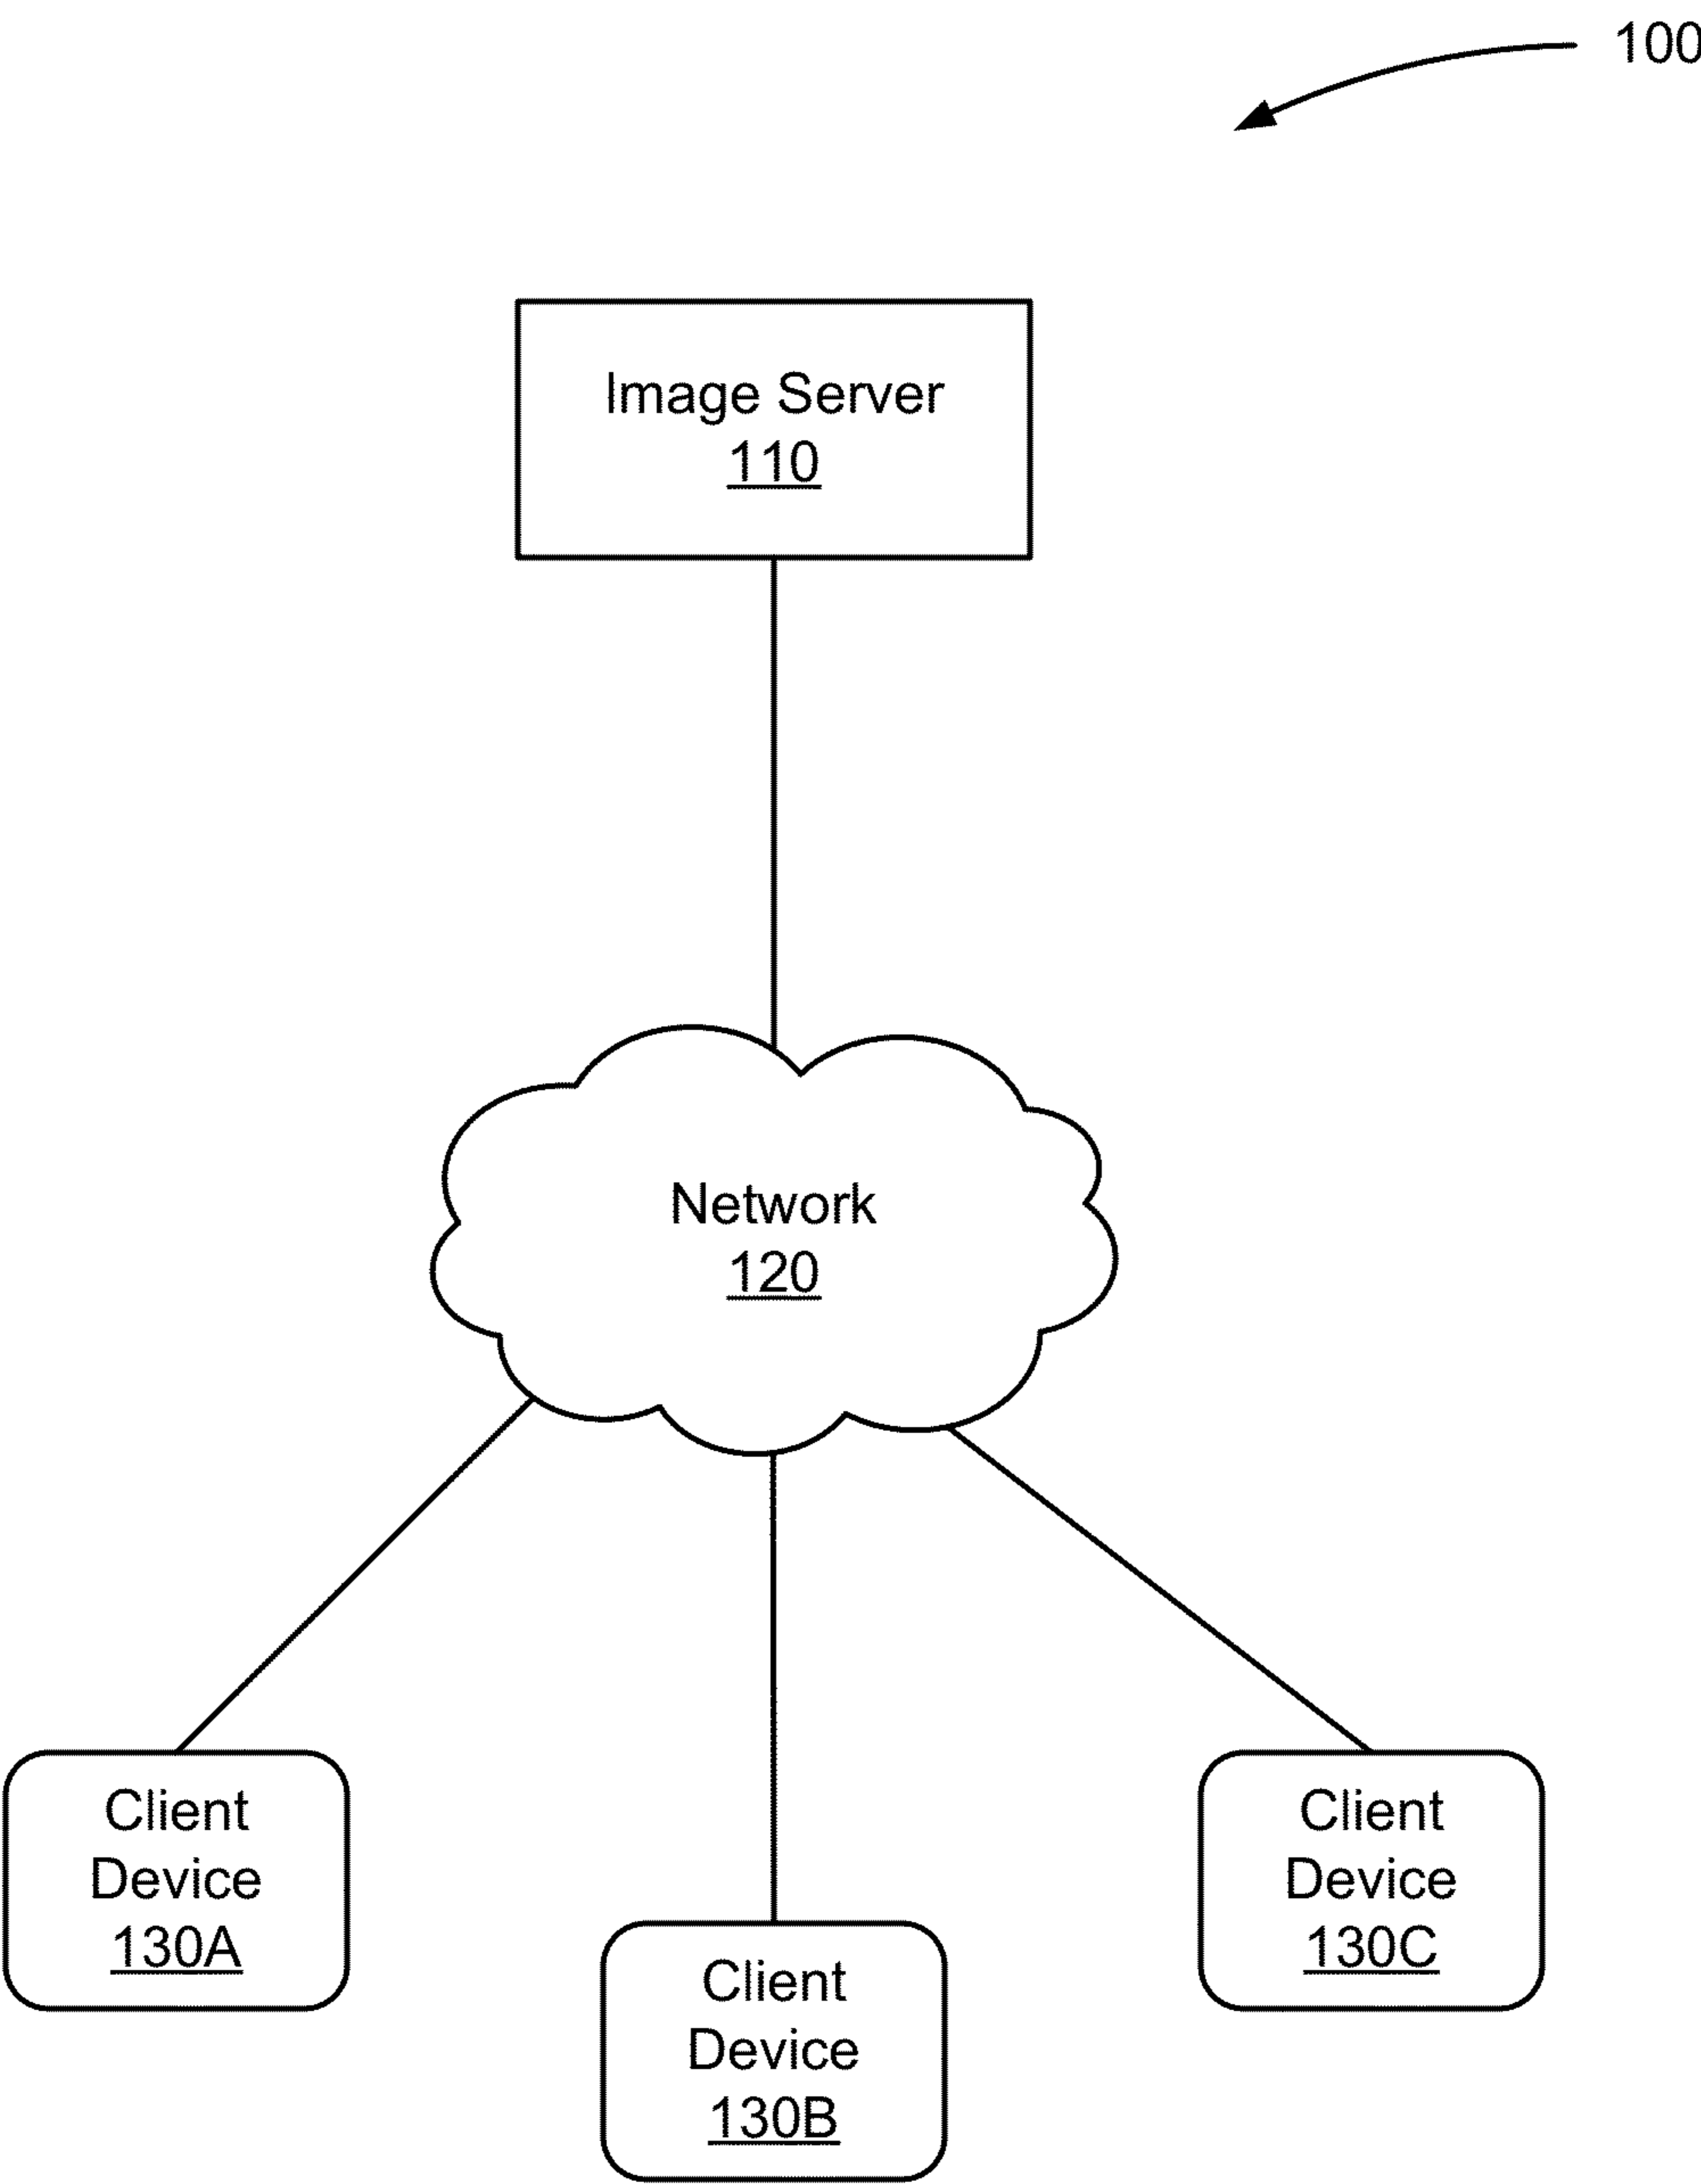 100
Image Server
110
Network
120
Client
Device
130A
Client
Device
130B
Client
Device
130C